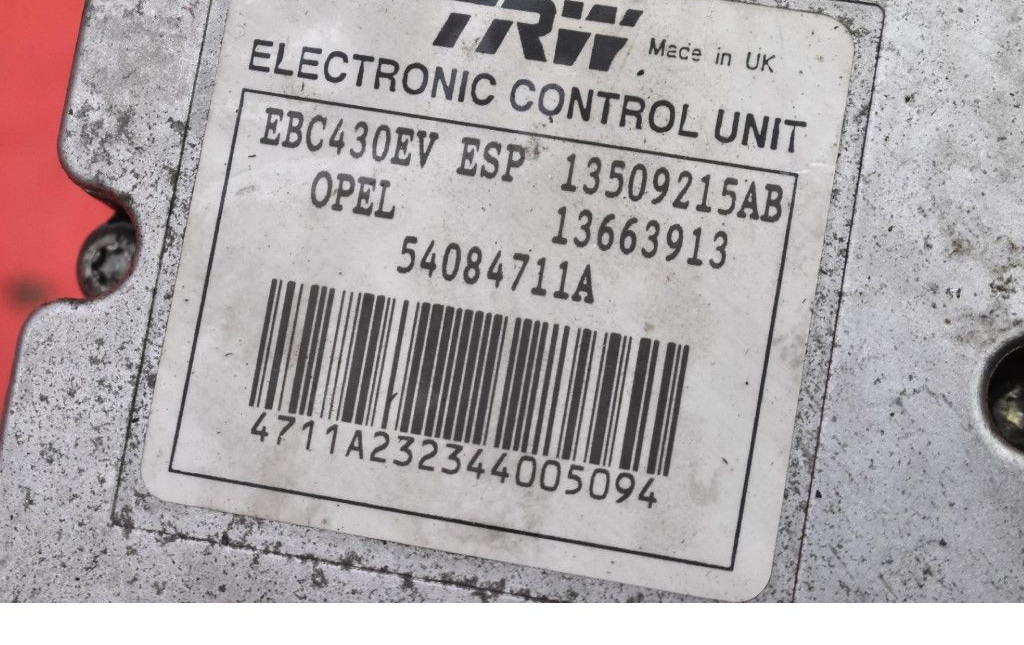 TRW Made in UK
ELECTRONIC CONTROL UNIT
EBC430EV ESP 13509215AB
OPEL 13663913
54084711A
4711A232344005094